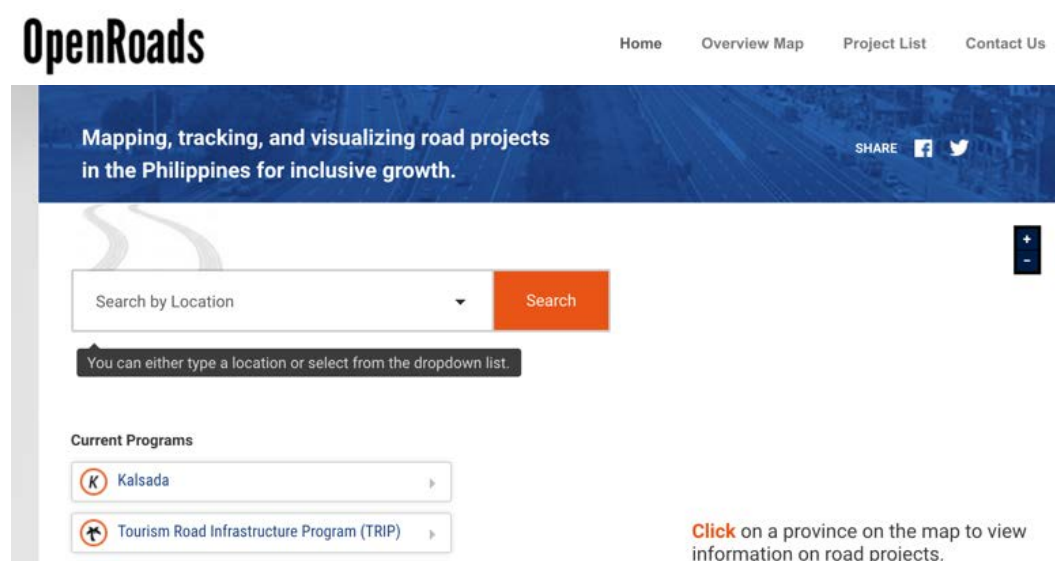 OpenRoads
Home Overview Map Project List Contact Us
Mapping, tracking, and visualizing road projects
in the Philippines for inclusive growth.
SHARE
+
-
Search by Location
Search
You can either type a location or select from the dropdown list.
Current Programs
K Kalsada
Tourism Road Infrastructure Program (TRIP)
Click on a province on the map to view
information on road projects.